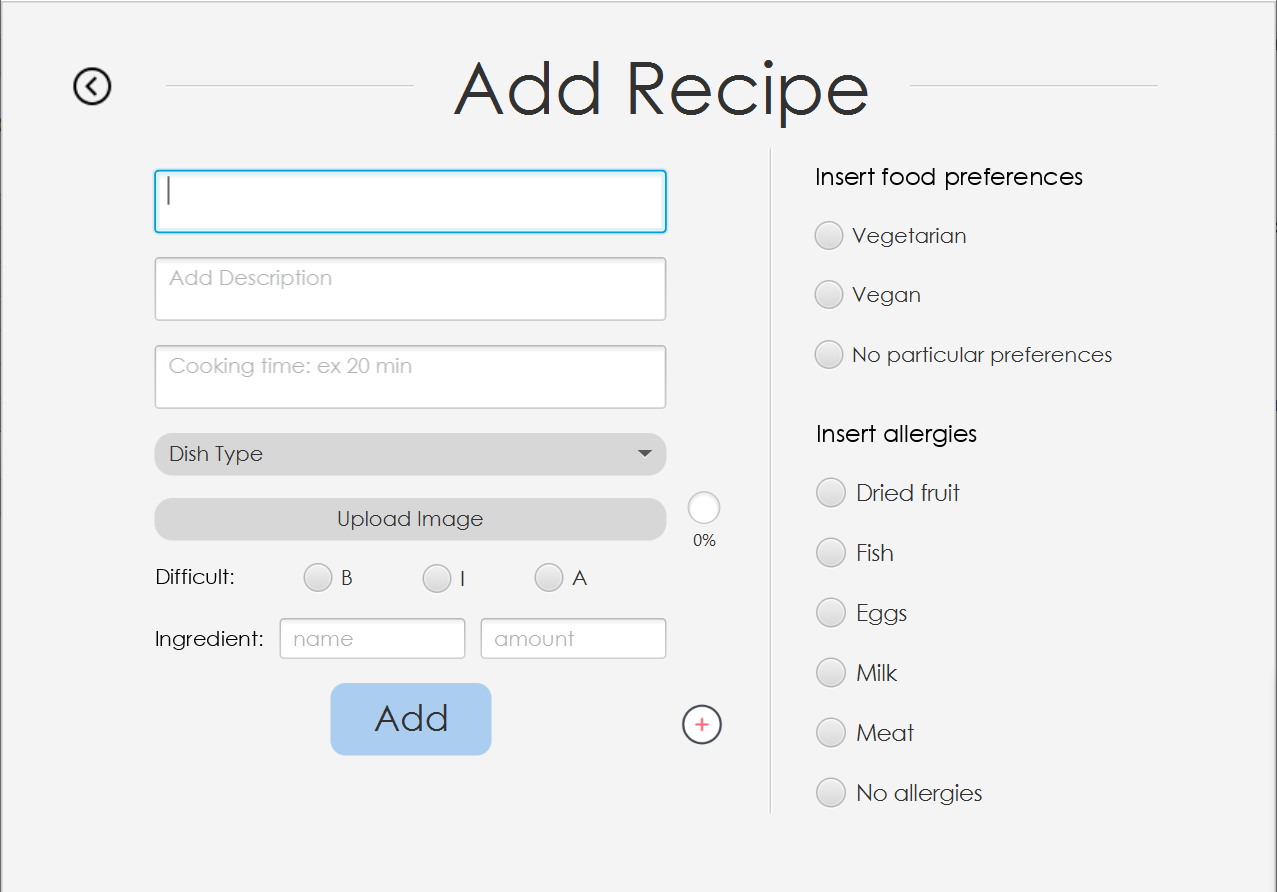 Add Recipe
Add Description
Cooking time: ex 20 min
Dish Type
Upload Image
0%
Difficult: B I A
Ingredient: name amount
Add
+
Insert food preferences
Vegetarian
Vegan
No particular preferences
Insert allergies
Dried fruit
Fish
Eggs
Milk
Meat
No allergies